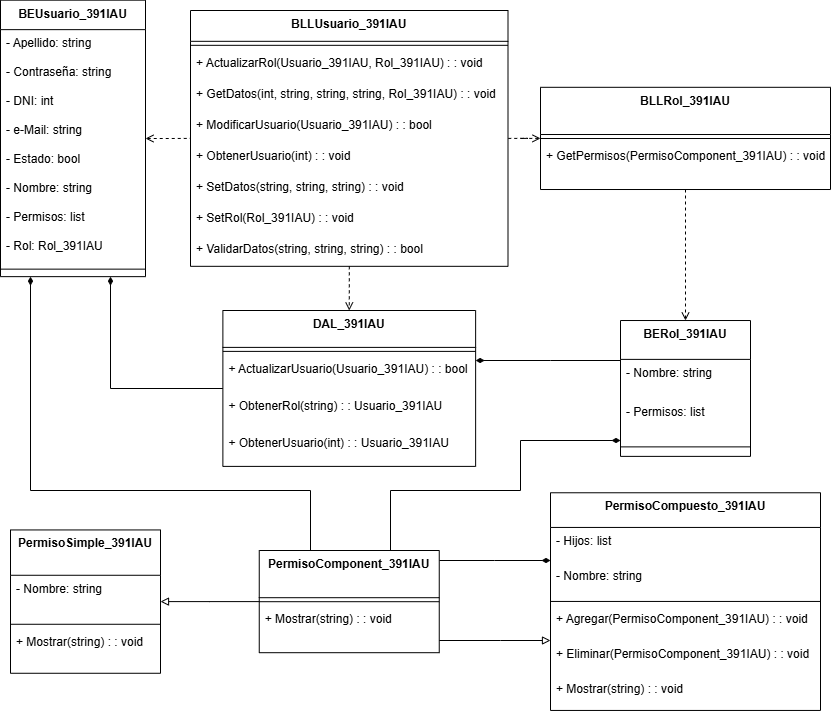 BEUsuario_391IAU
- Apellido: string
- Contraseña: string
- DNI: int
- e-Mail: string
- Estado: bool
- Nombre: string
- Permisos: list
- Rol: Rol_391IAU
BLLUsuario_391IAU
+ ActualizarRol(Usuario_391IAU, Rol_391IAU) : : void
+ GetDatos(int, string, string, string, Rol_391IAU) : : void
+ ModificarUsuario(Usuario_391IAU) : : bool
+ ObtenerUsuario(int) : : void
+ SetDatos(string, string, string) : : void
+ SetRol(Rol_391IAU) : : void
+ ValidarDatos(string, string, string) : : bool
BLLRol_391IAU
+ GetPermisos(PermisoComponent_391IAU) : : void
DAL_391IAU
+ ActualizarUsuario(Usuario_391IAU) : : bool
+ ObtenerRol(string) : : Usuario_391IAU
+ ObtenerUsuario(int) : : Usuario_391IAU
BERol_391IAU
- Nombre: string
- Permisos: list
PermisoSimple_391IAU
- Nombre: string
+ Mostrar(string) : : void
PermisoComponent_391IAU
+ Mostrar(string) : : void
PermisoCompuesto_391IAU
- Hijos: list
- Nombre: string
+ Agregar(PermisoComponent_391IAU) : : void
+ Eliminar(PermisoComponent_391IAU) : : void
+ Mostrar(string) : : void